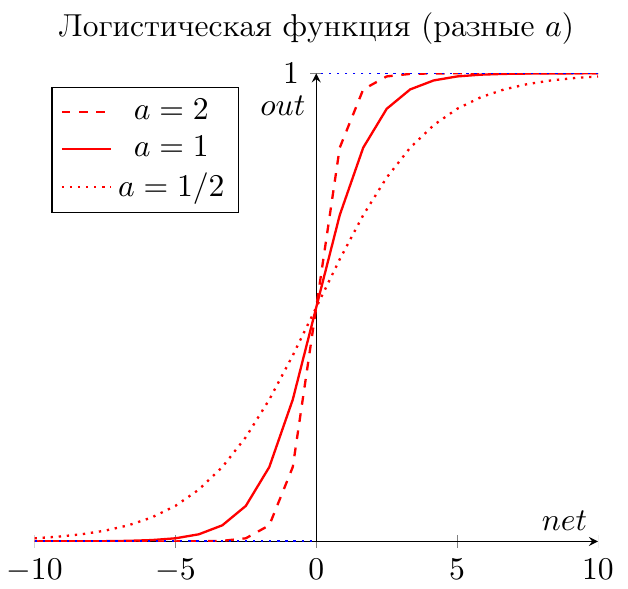 Логистическая функция (разные a)
1
out
a = 2
a = 1
a = 1/2
net
−10 −5 0 5 10